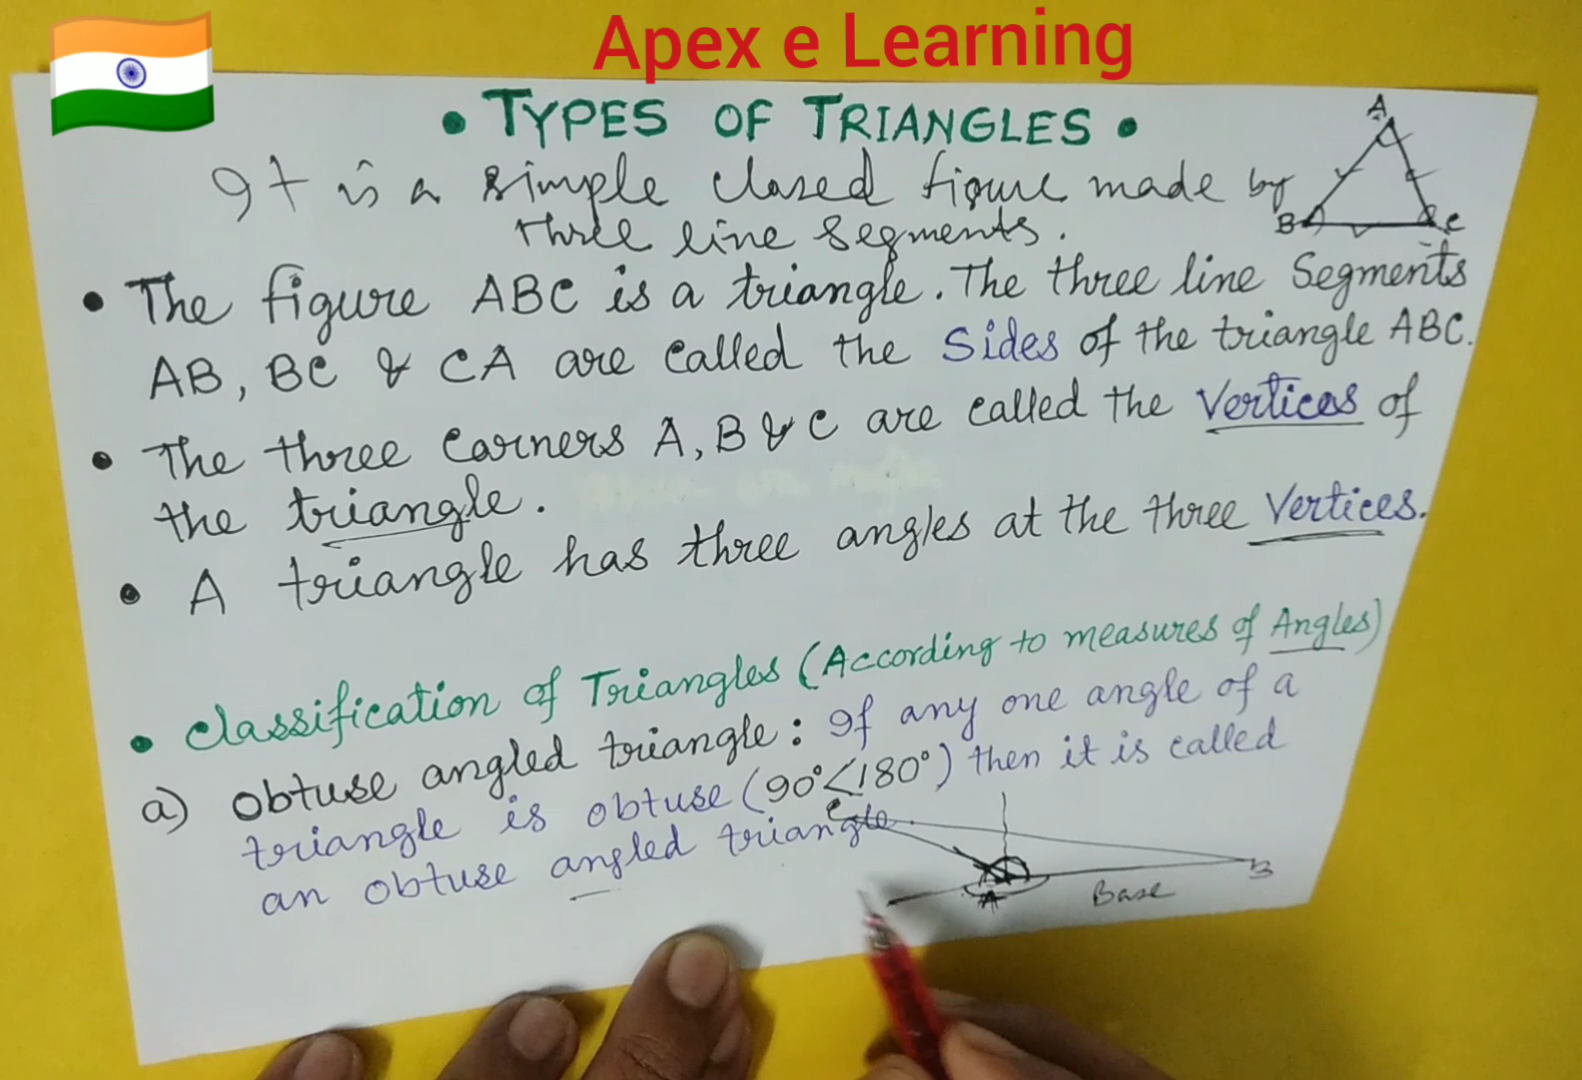 Apex e Learning
• TYPES OF TRIANGLES •
It is a simple closed figure made by
three line segments.
A
B
C
• The figure ABC is a triangle. The three line Segments
AB, BC & CA are called the Sides of the triangle ABC.
• The three Corners A, B & C are called the Vertices of
the triangle.
• A triangle has three angles at the three Vertices.
• Classification of Triangles (According to measures of Angles)
a) obtuse angled triangle: If any one angle of a
triangle is obtuse (90°<180°) then it is called
an obtuse angled triangle.
C
A
B
Base